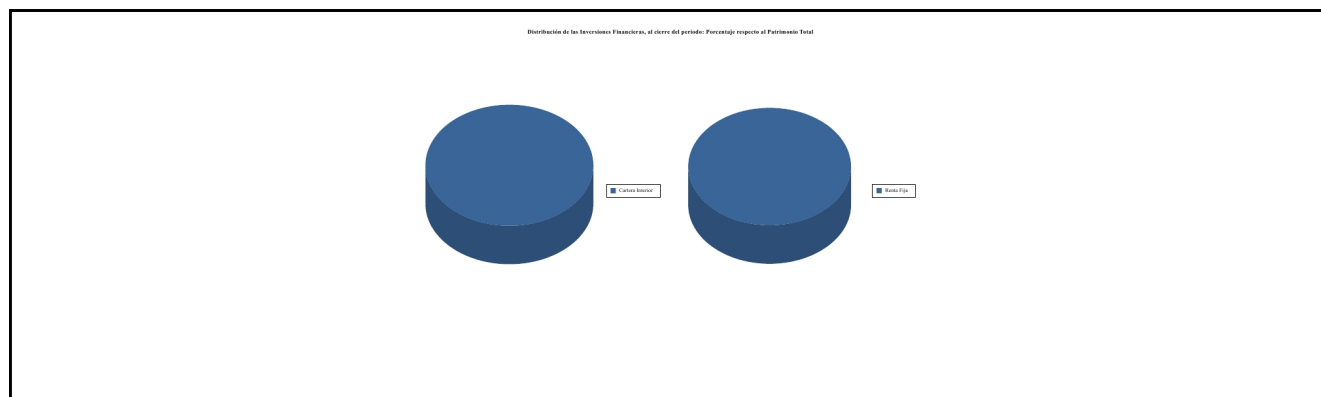 Distribución de las Inversiones Financieras, al cierre del período: Porcentaje respecto al Patrimonio Total
Cartera Interior
Renta Fija